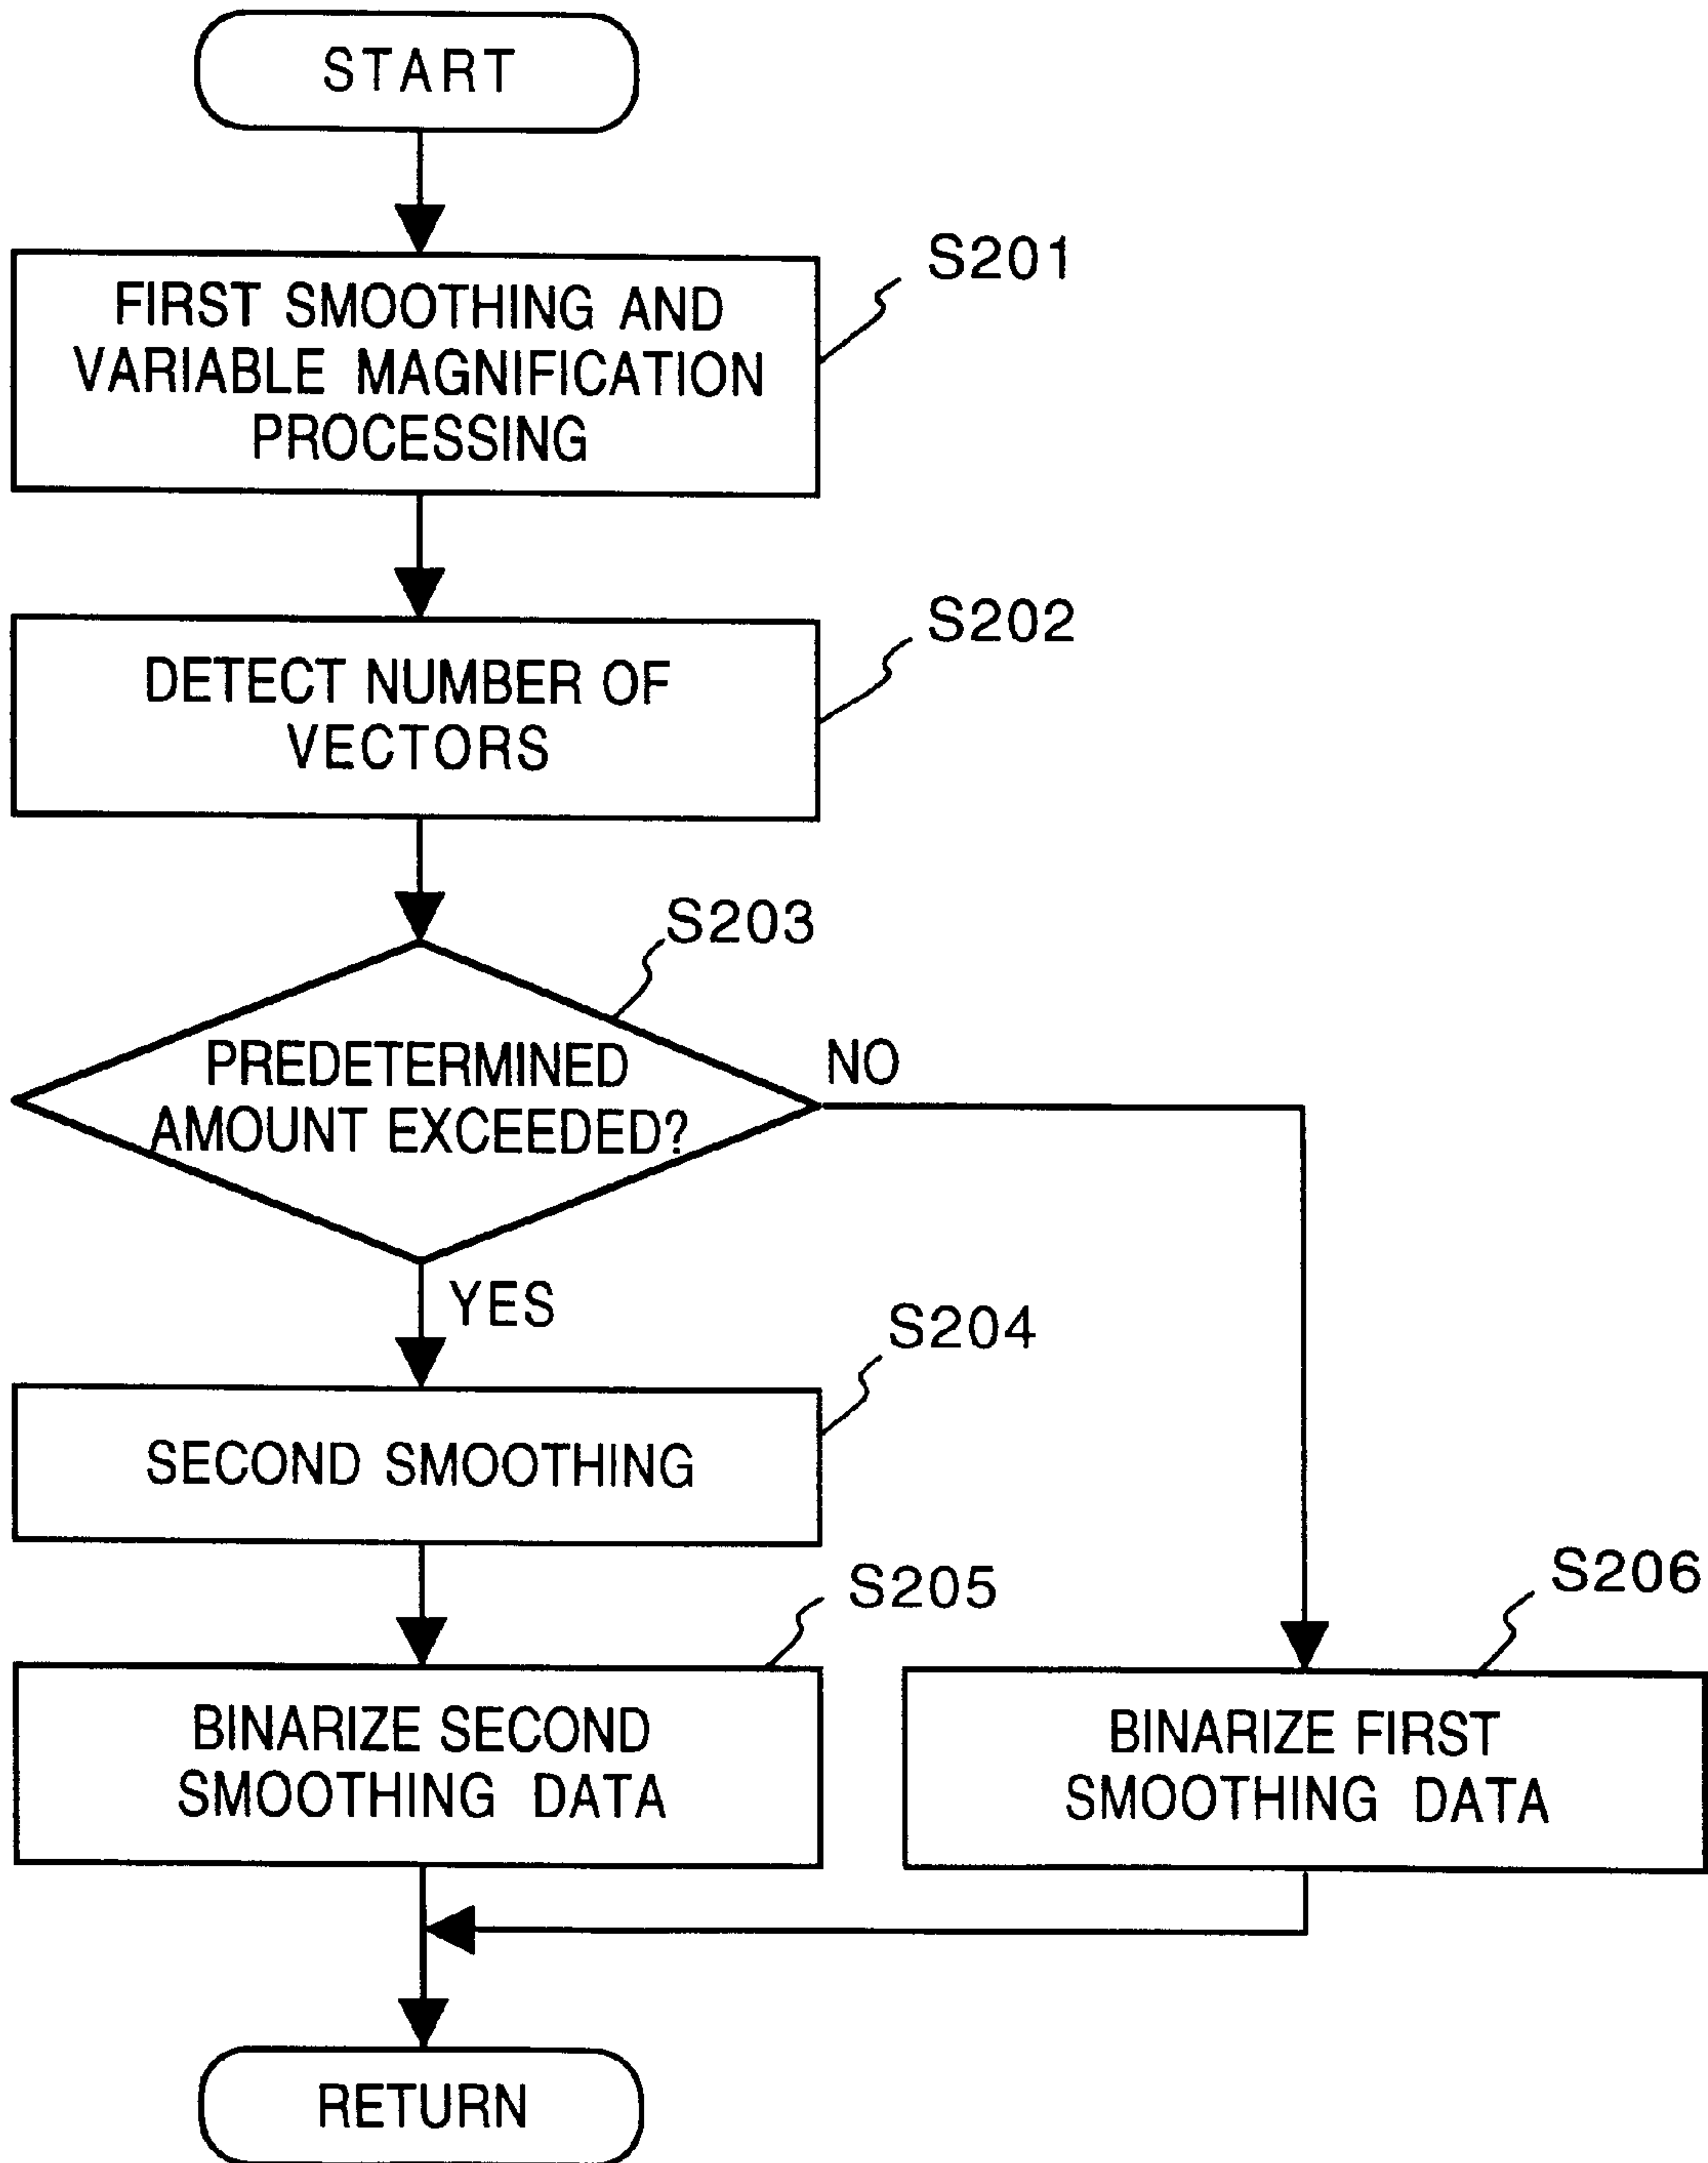 START
S201
FIRST SMOOTHING AND
VARIABLE MAGNIFICATION
PROCESSING
S202
DETECT NUMBER OF
VECTORS
S203
PREDETERMINED
AMOUNT EXCEEDED?
NO
YES
S204
SECOND SMOOTHING
S205
BINARIZE SECOND
SMOOTHING DATA
S206
BINARIZE FIRST
SMOOTHING DATA
RETURN